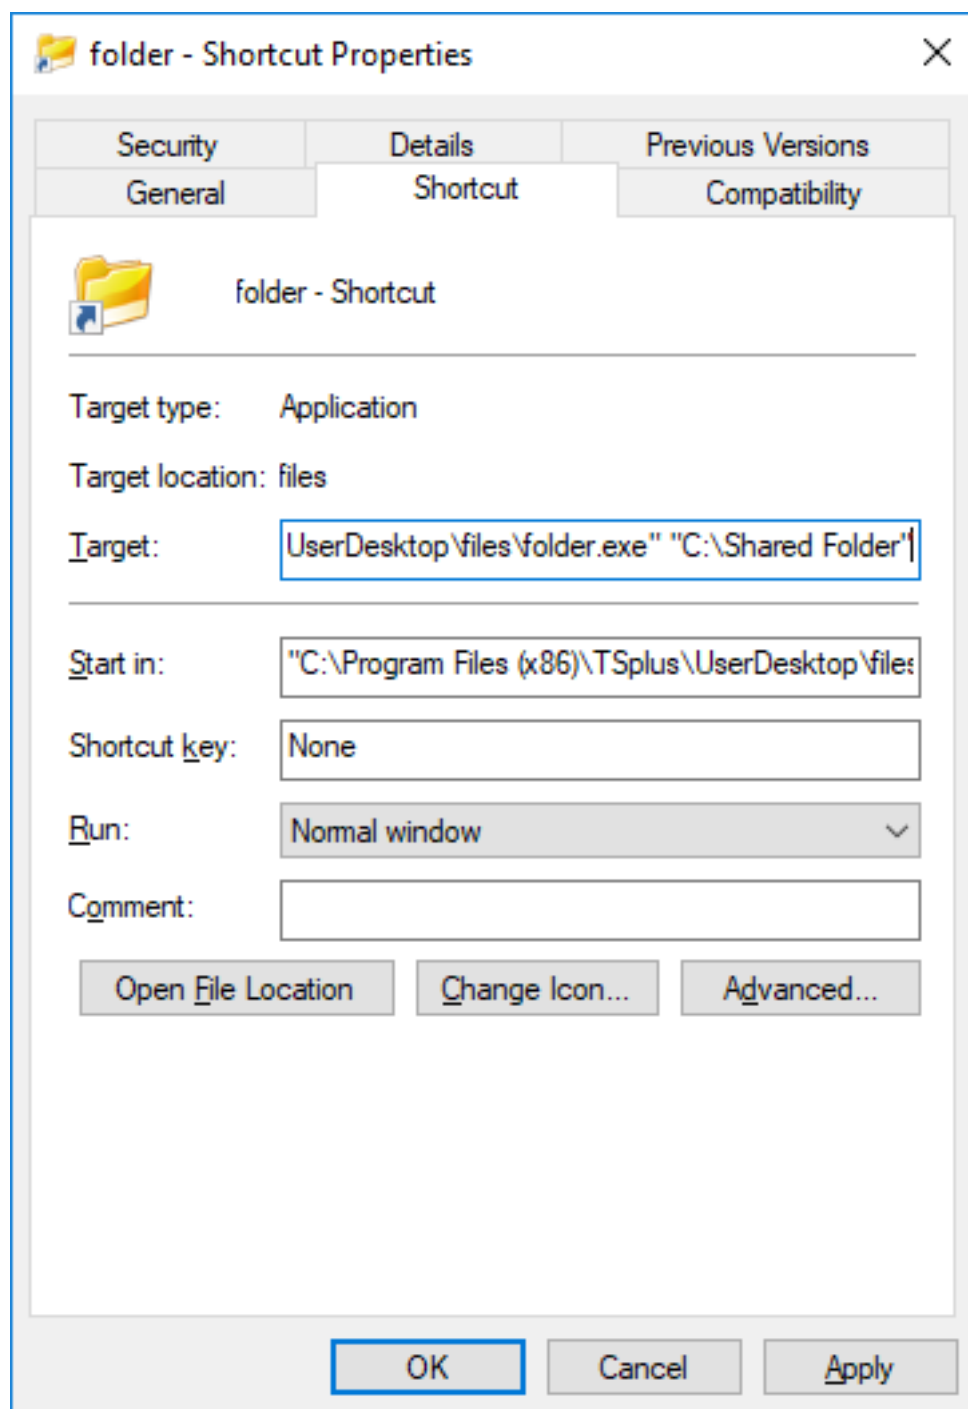 folder - Shortcut Properties
Security Details Previous Versions
General Shortcut Compatibility
folder - Shortcut
Target type: Application
Target location: files
Target: UserDesktop\files\folder.exe" "C:\Shared Folder"
Start in: "C:\Program Files (x86)\TSplus\UserDesktop\files
Shortcut key: None
Run: Normal window
Comment:
Open File Location Change Icon... Advanced...
OK Cancel Apply